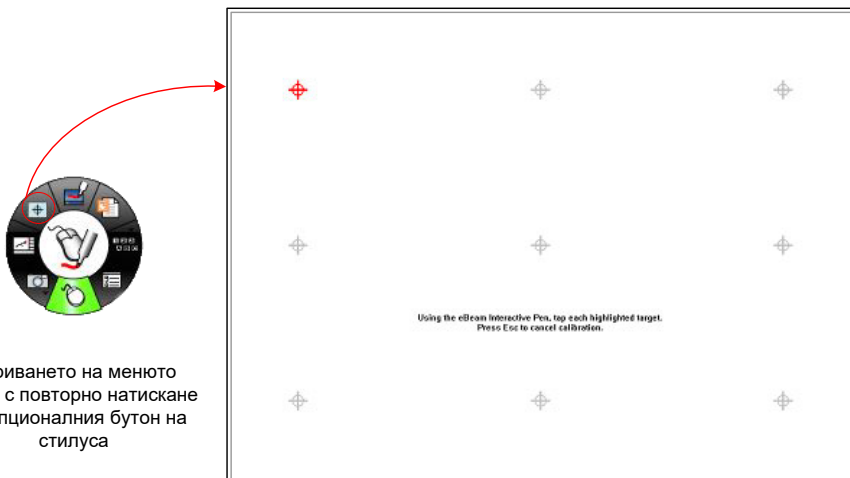 Using the eBeam Interactive Pen, tap each highlighted target.
Press Esc to cancel calibration.
риването на менюто
с повторно натискане
пционалния бутон на
стилуса